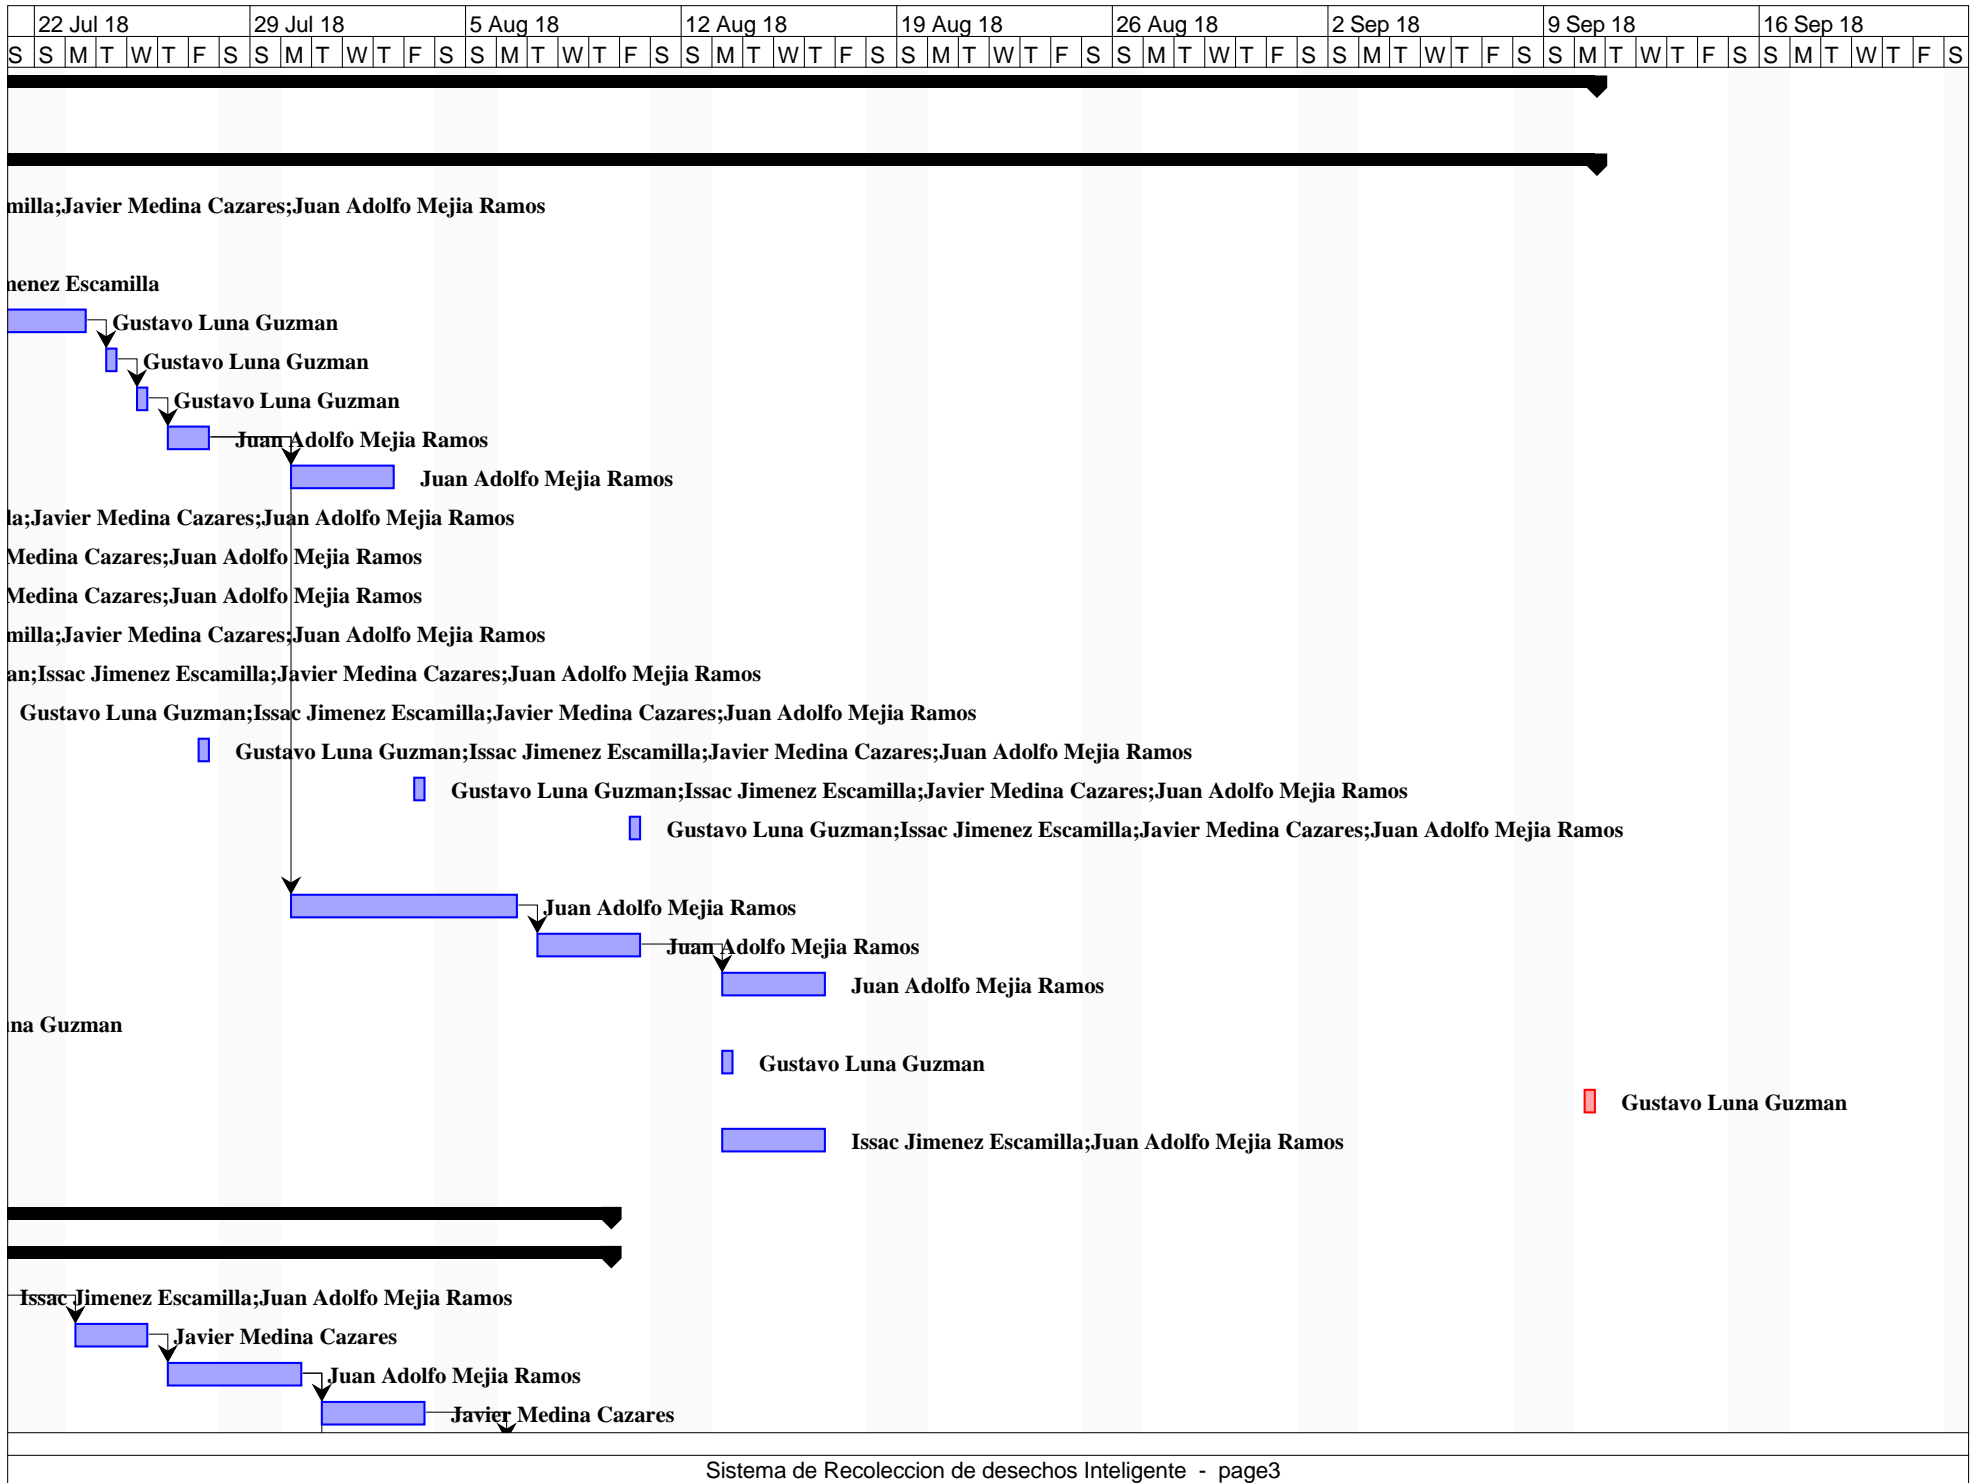 22 Jul 18 29 Jul 18 5 Aug 18 12 Aug 18 19 Aug 18 26 Aug 18 2 Sep 18 9 Sep 18 16 Sep 18
S S M T W T F S S M T W T F S S M T W T F S S M T W T F S S M T W T F S S M T W T F S S M T W T F S S M T W T F S S M T W T F S
milla;Javier Medina Cazares;Juan Adolfo Mejia Ramos
menez Escamilla
Gustavo Luna Guzman
Gustavo Luna Guzman
Gustavo Luna Guzman
Juan Adolfo Mejia Ramos
Juan Adolfo Mejia Ramos
la;Javier Medina Cazares;Juan Adolfo Mejia Ramos
Medina Cazares;Juan Adolfo Mejia Ramos
Medina Cazares;Juan Adolfo Mejia Ramos
milla;Javier Medina Cazares;Juan Adolfo Mejia Ramos
an;Issac Jimenez Escamilla;Javier Medina Cazares;Juan Adolfo Mejia Ramos
Gustavo Luna Guzman;Issac Jimenez Escamilla;Javier Medina Cazares;Juan Adolfo Mejia Ramos
Gustavo Luna Guzman;Issac Jimenez Escamilla;Javier Medina Cazares;Juan Adolfo Mejia Ramos
Gustavo Luna Guzman;Issac Jimenez Escamilla;Javier Medina Cazares;Juan Adolfo Mejia Ramos
Gustavo Luna Guzman;Issac Jimenez Escamilla;Javier Medina Cazares;Juan Adolfo Mejia Ramos
Juan Adolfo Mejia Ramos
Juan Adolfo Mejia Ramos
Juan Adolfo Mejia Ramos
una Guzman
Gustavo Luna Guzman
Gustavo Luna Guzman
Issac Jimenez Escamilla;Juan Adolfo Mejia Ramos
Issac Jimenez Escamilla;Juan Adolfo Mejia Ramos
Javier Medina Cazares
Juan Adolfo Mejia Ramos
Javier Medina Cazares
Sistema de Recoleccion de desechos Inteligente - page3